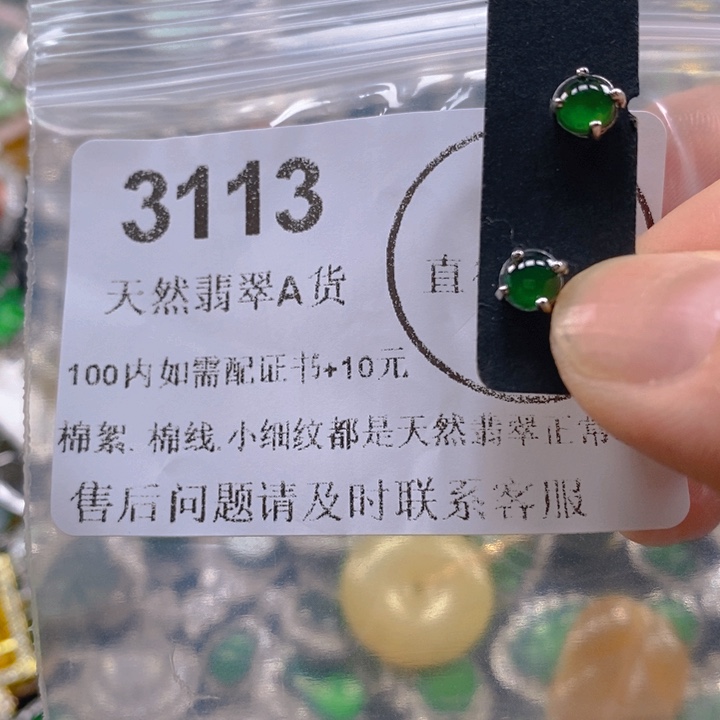 3113
天然翡翠A货
直
100内如需配证书+10元
棉絮. 棉线.小细纹都是天然翡翠正常
售后问题请及时联系客服